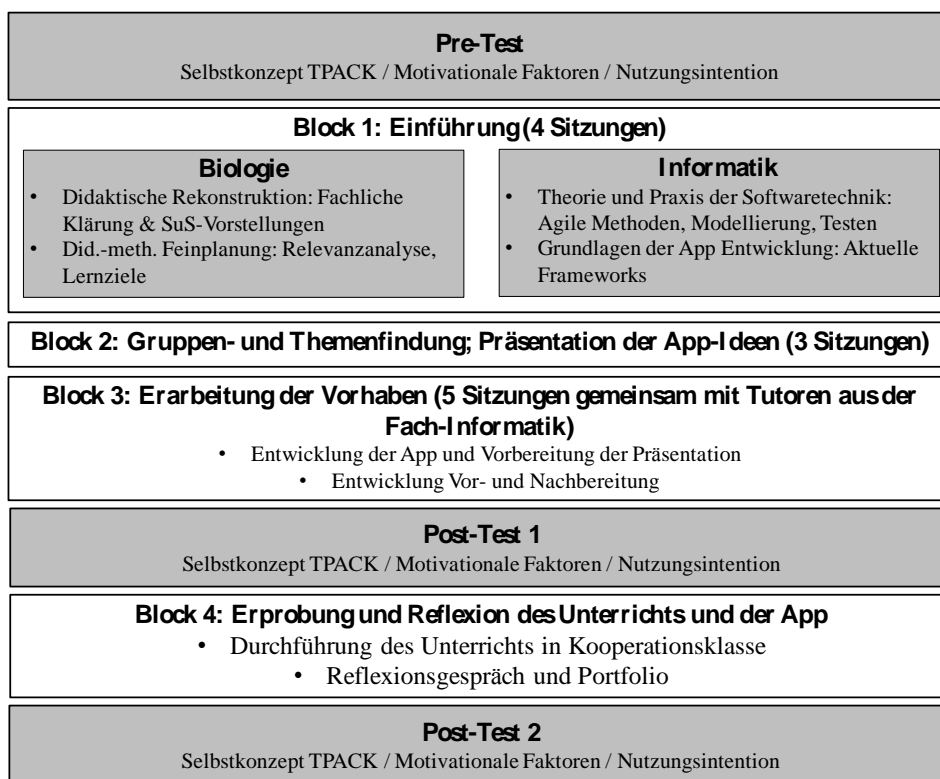 Pre-Test
Selbstkonzept TPACK / Motivationale Faktoren / Nutzungsintention
Block 1: Einführung (4 Sitzungen)
Biologie
• Didaktische Rekonstruktion: Fachliche
Klärung & SuS-Vorstellungen
• Did.-meth. Feinplanung: Relevanzanalyse,
Lernziele
Informatik
• Theorie und Praxis der Softwaretechnik:
Agile Methoden, Modellierung, Testen
• Grundlagen der App Entwicklung: Aktuelle
Frameworks
Block 2: Gruppen- und Themenfindung; Präsentation der App-Ideen (3 Sitzungen)
Block 3: Erarbeitung der Vorhaben (5 Sitzungen gemeinsam mit Tutoren aus der
Fach-Informatik)
• Entwicklung der App und Vorbereitung der Präsentation
• Entwicklung Vor- und Nachbereitung
Post-Test 1
Selbstkonzept TPACK / Motivationale Faktoren / Nutzungsintention
Block 4: Erprobung und Reflexion des Unterrichts und der App
• Durchführung des Unterrichts in Kooperationsklasse
• Reflexionsgespräch und Portfolio
Post-Test 2
Selbstkonzept TPACK / Motivationale Faktoren / Nutzungsintention